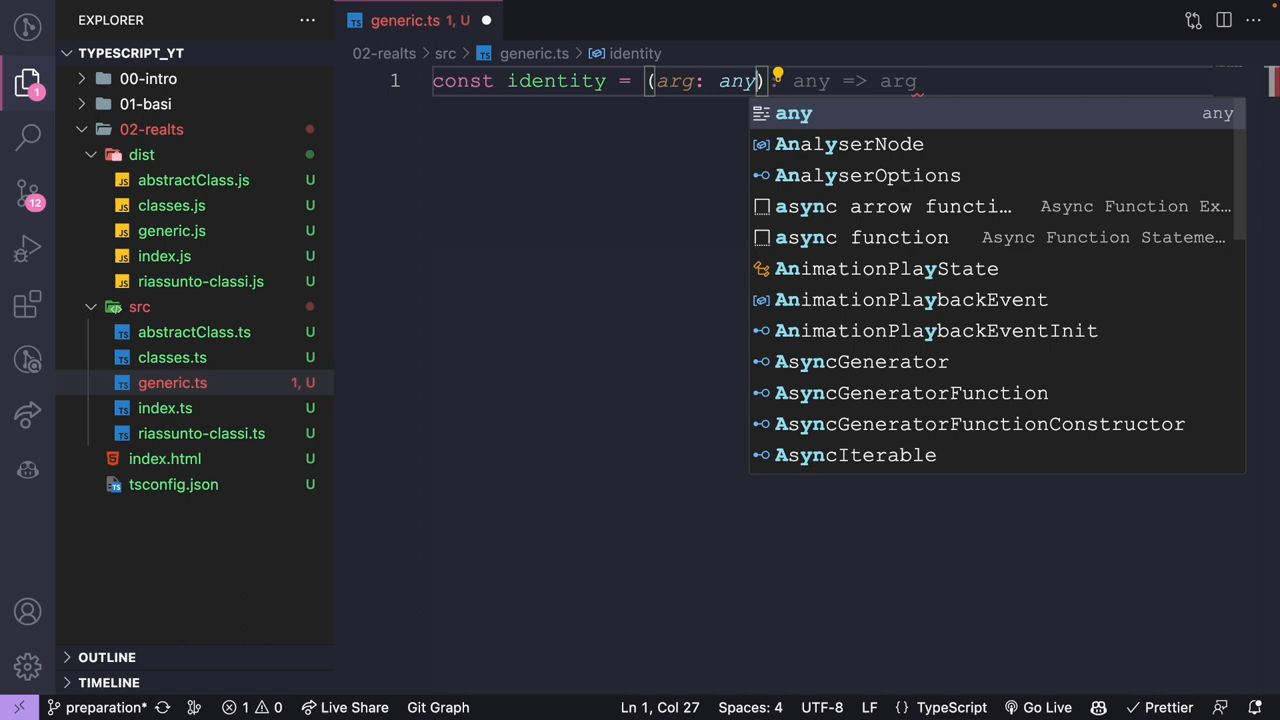 EXPLORER
generic.ts 1, U
TYPESCRIPT_YT
00-intro
01-basi
02-realts
dist
abstractClass.js U
classes.js U
generic.js U
index.js U
riassunto-classi.js U
src
abstractClass.ts U
classes.ts U
generic.ts 1, U
index.ts U
riassunto-classi.ts U
index.html U
tsconfig.json U
OUTLINE
TIMELINE
1
12
02-realts > src > generic.ts > identity
1 const identity = (arg: any): any => arg
any any
AnalyserNode
AnalyserOptions
async arrow functi... Async Function Ex...
async function Async Function Stateme...
AnimationPlayState
AnimationPlaybackEvent
AnimationPlaybackEventInit
AsyncGenerator
AsyncGeneratorFunction
AsyncGeneratorFunctionConstructor
AsyncIterable
preparation* 1 0 Live Share Git Graph Ln 1, Col 27 Spaces: 4 UTF-8 LF {} TypeScript Go Live Prettier